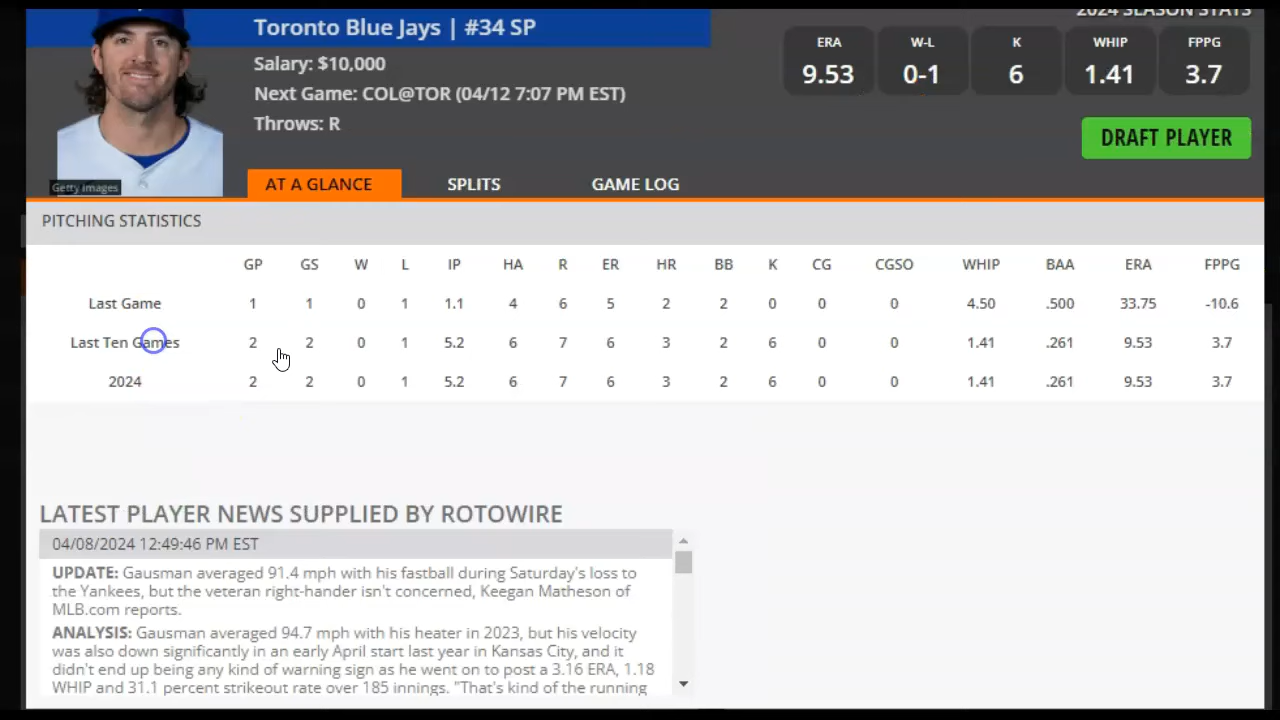 2024 SEASON STATS
Toronto Blue Jays | #34 SP
Salary: $10,000
Next Game: COL@TOR (04/12 7:07 PM EST)
Throws: R
ERA W-L K WHIP FPPG
9.53 0-1 6 1.41 3.7
DRAFT PLAYER
Getty Images
AT A GLANCE SPLITS GAME LOG
PITCHING STATISTICS
GP GS W L IP HA R ER HR BB K CG CGSO WHIP BAA ERA FPPG
Last Game 1 1 0 1 1.1 4 6 5 2 2 0 0 0 4.50 .500 33.75 -10.6
Last Ten Games 2 2 0 1 5.2 6 7 6 3 2 6 0 0 1.41 .261 9.53 3.7
2024 2 2 0 1 5.2 6 7 6 3 2 6 0 0 1.41 .261 9.53 3.7
LATEST PLAYER NEWS SUPPLIED BY ROTOWIRE
04/08/2024 12:49:46 PM EST
UPDATE: Gausman averaged 91.4 mph with his fastball during Saturday's loss to
the Yankees, but the veteran right-hander isn't concerned, Keegan Matheson of
MLB.com reports.
ANALYSIS: Gausman averaged 94.7 mph with his heater in 2023, but his velocity
was also down significantly in an early April start last year in Kansas City, and it
didn't end up being any kind of warning sign as he went on to post a 3.16 ERA, 1.18
WHIP and 31.1 percent strikeout rate over 185 innings. "That's kind of the running